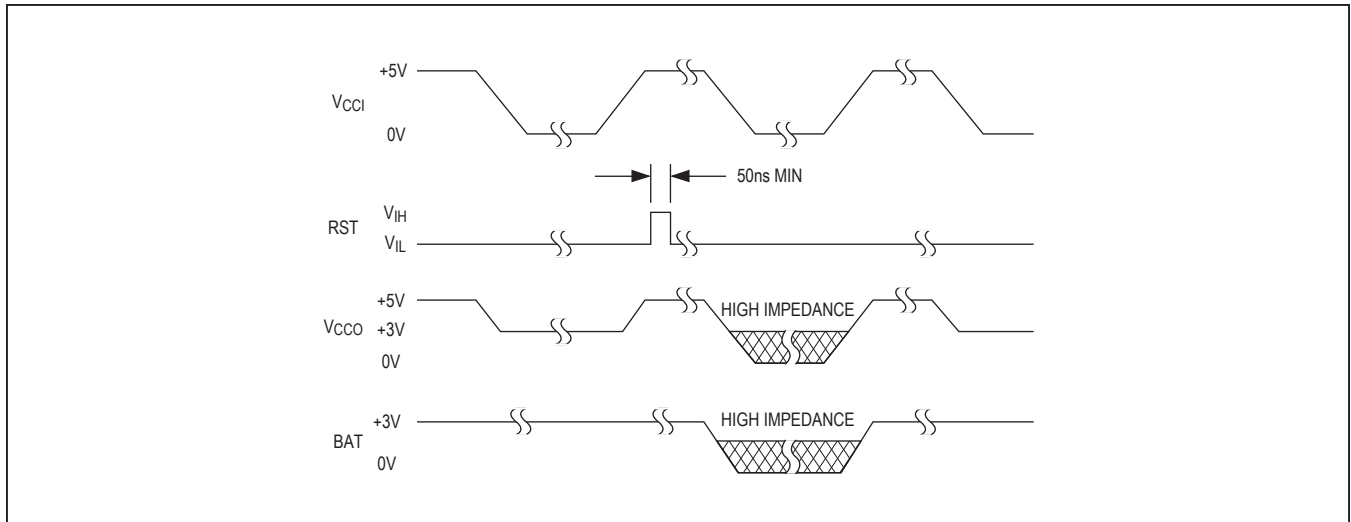 +5V
VCCI
0V
50ns MIN
VIH
RST
VIL
+5V
HIGH IMPEDANCE
VCCO +3V
0V
+3V
HIGH IMPEDANCE
BAT
0V